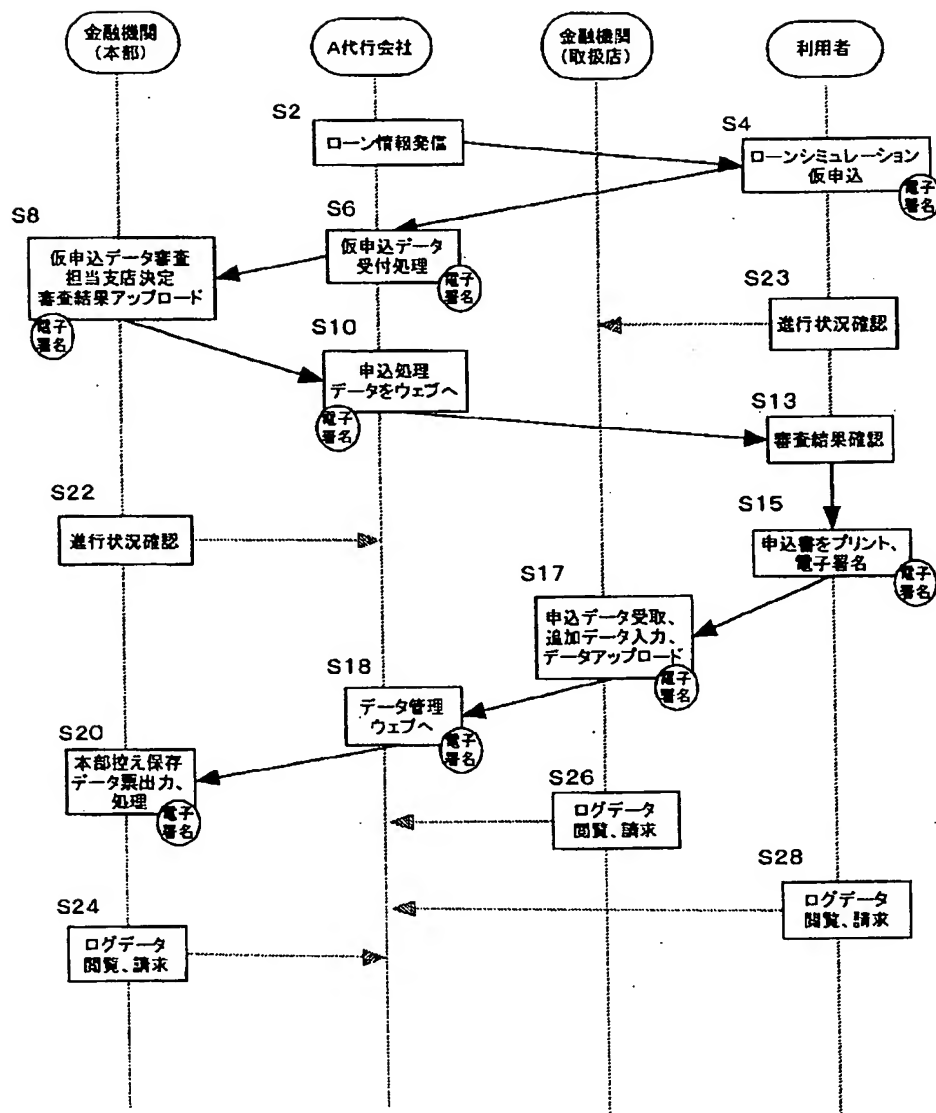 金融機関
(本部)
A代行会社
金融機関
(取扱店)
利用者
S2
ローン情報発信
S4
ローンシミュレーション
仮申込
電子
署名
S6
仮申込データ
受付処理
電子
署名
S8
仮申込データ審査
担当支店決定
審査結果アップロード
電子
署名
S23
進行状況確認
S10
申込処理
データをウェブへ
電子
署名
S13
審査結果確認
S22
進行状況確認
S15
申込書をプリント、
電子署名
電子
署名
S17
申込データ受取、
追加データ入力、
データアップロード
電子
署名
S18
データ管理
ウェブへ
電子
署名
S20
本部控え保存
データ票出力、
処理
電子
署名
S26
ログデータ
閲覧、請求
S28
ログデータ
閲覧、請求
S24
ログデータ
閲覧、請求